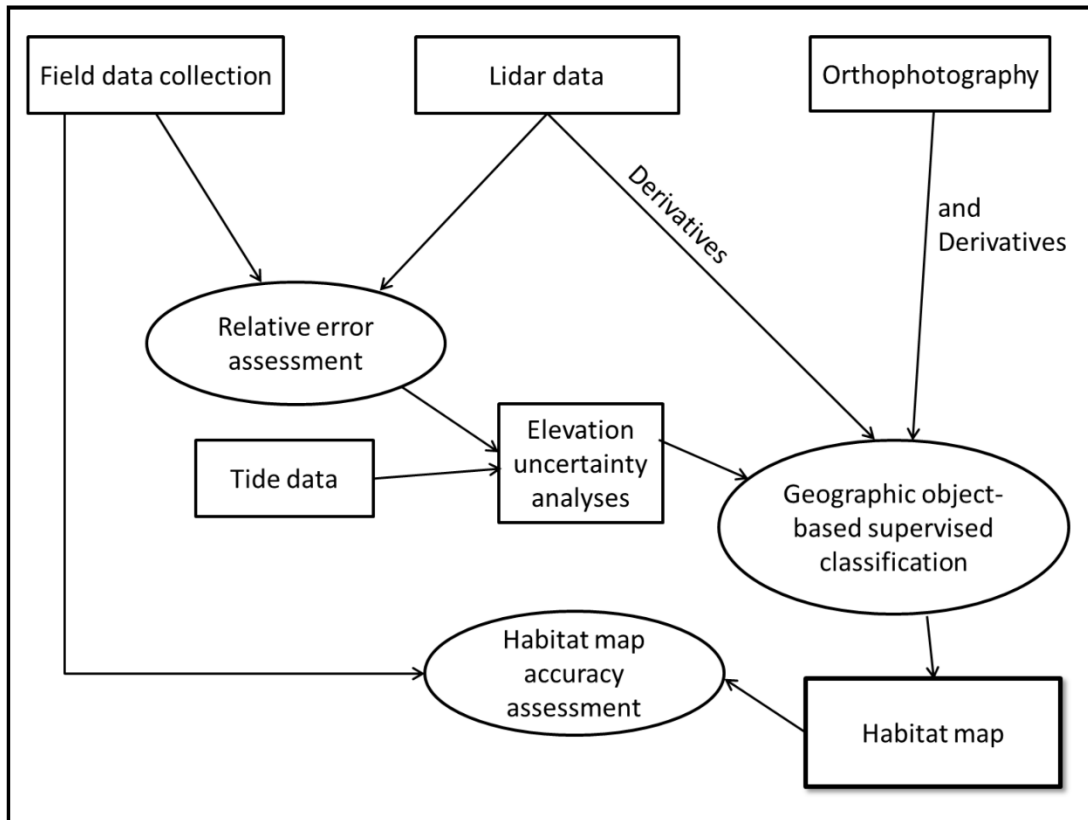 Field data collection
Lidar data
Orthophotography
Derivatives
and
Derivatives
Relative error
assessment
Elevation
uncertainty
analyses
Tide data
Geographic object-
based supervised
classification
Habitat map
accuracy
assessment
Habitat map